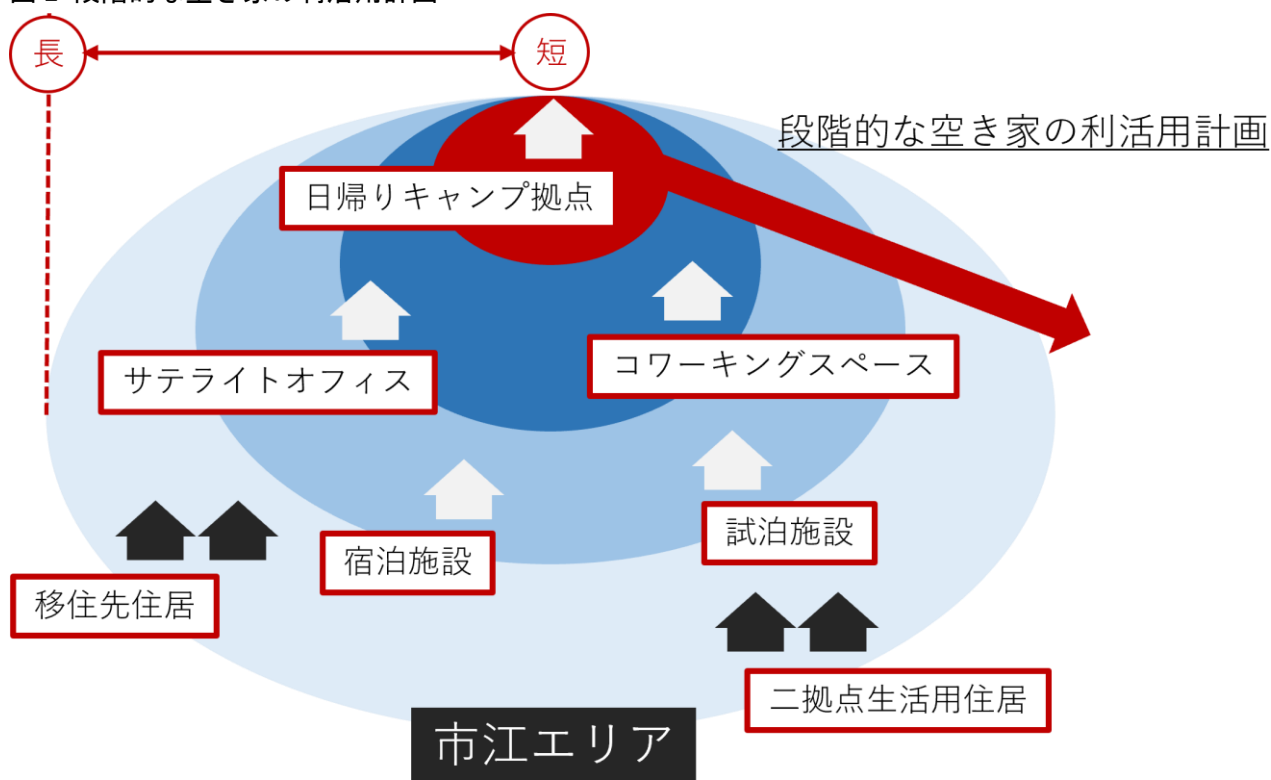 長
短
段階的な空き家の利活用計画
日帰りキャンプ拠点
サテライトオフィス
コワーキングスペース
宿泊施設
試泊施設
移住先住居
二拠点生活用住居
市江エリア